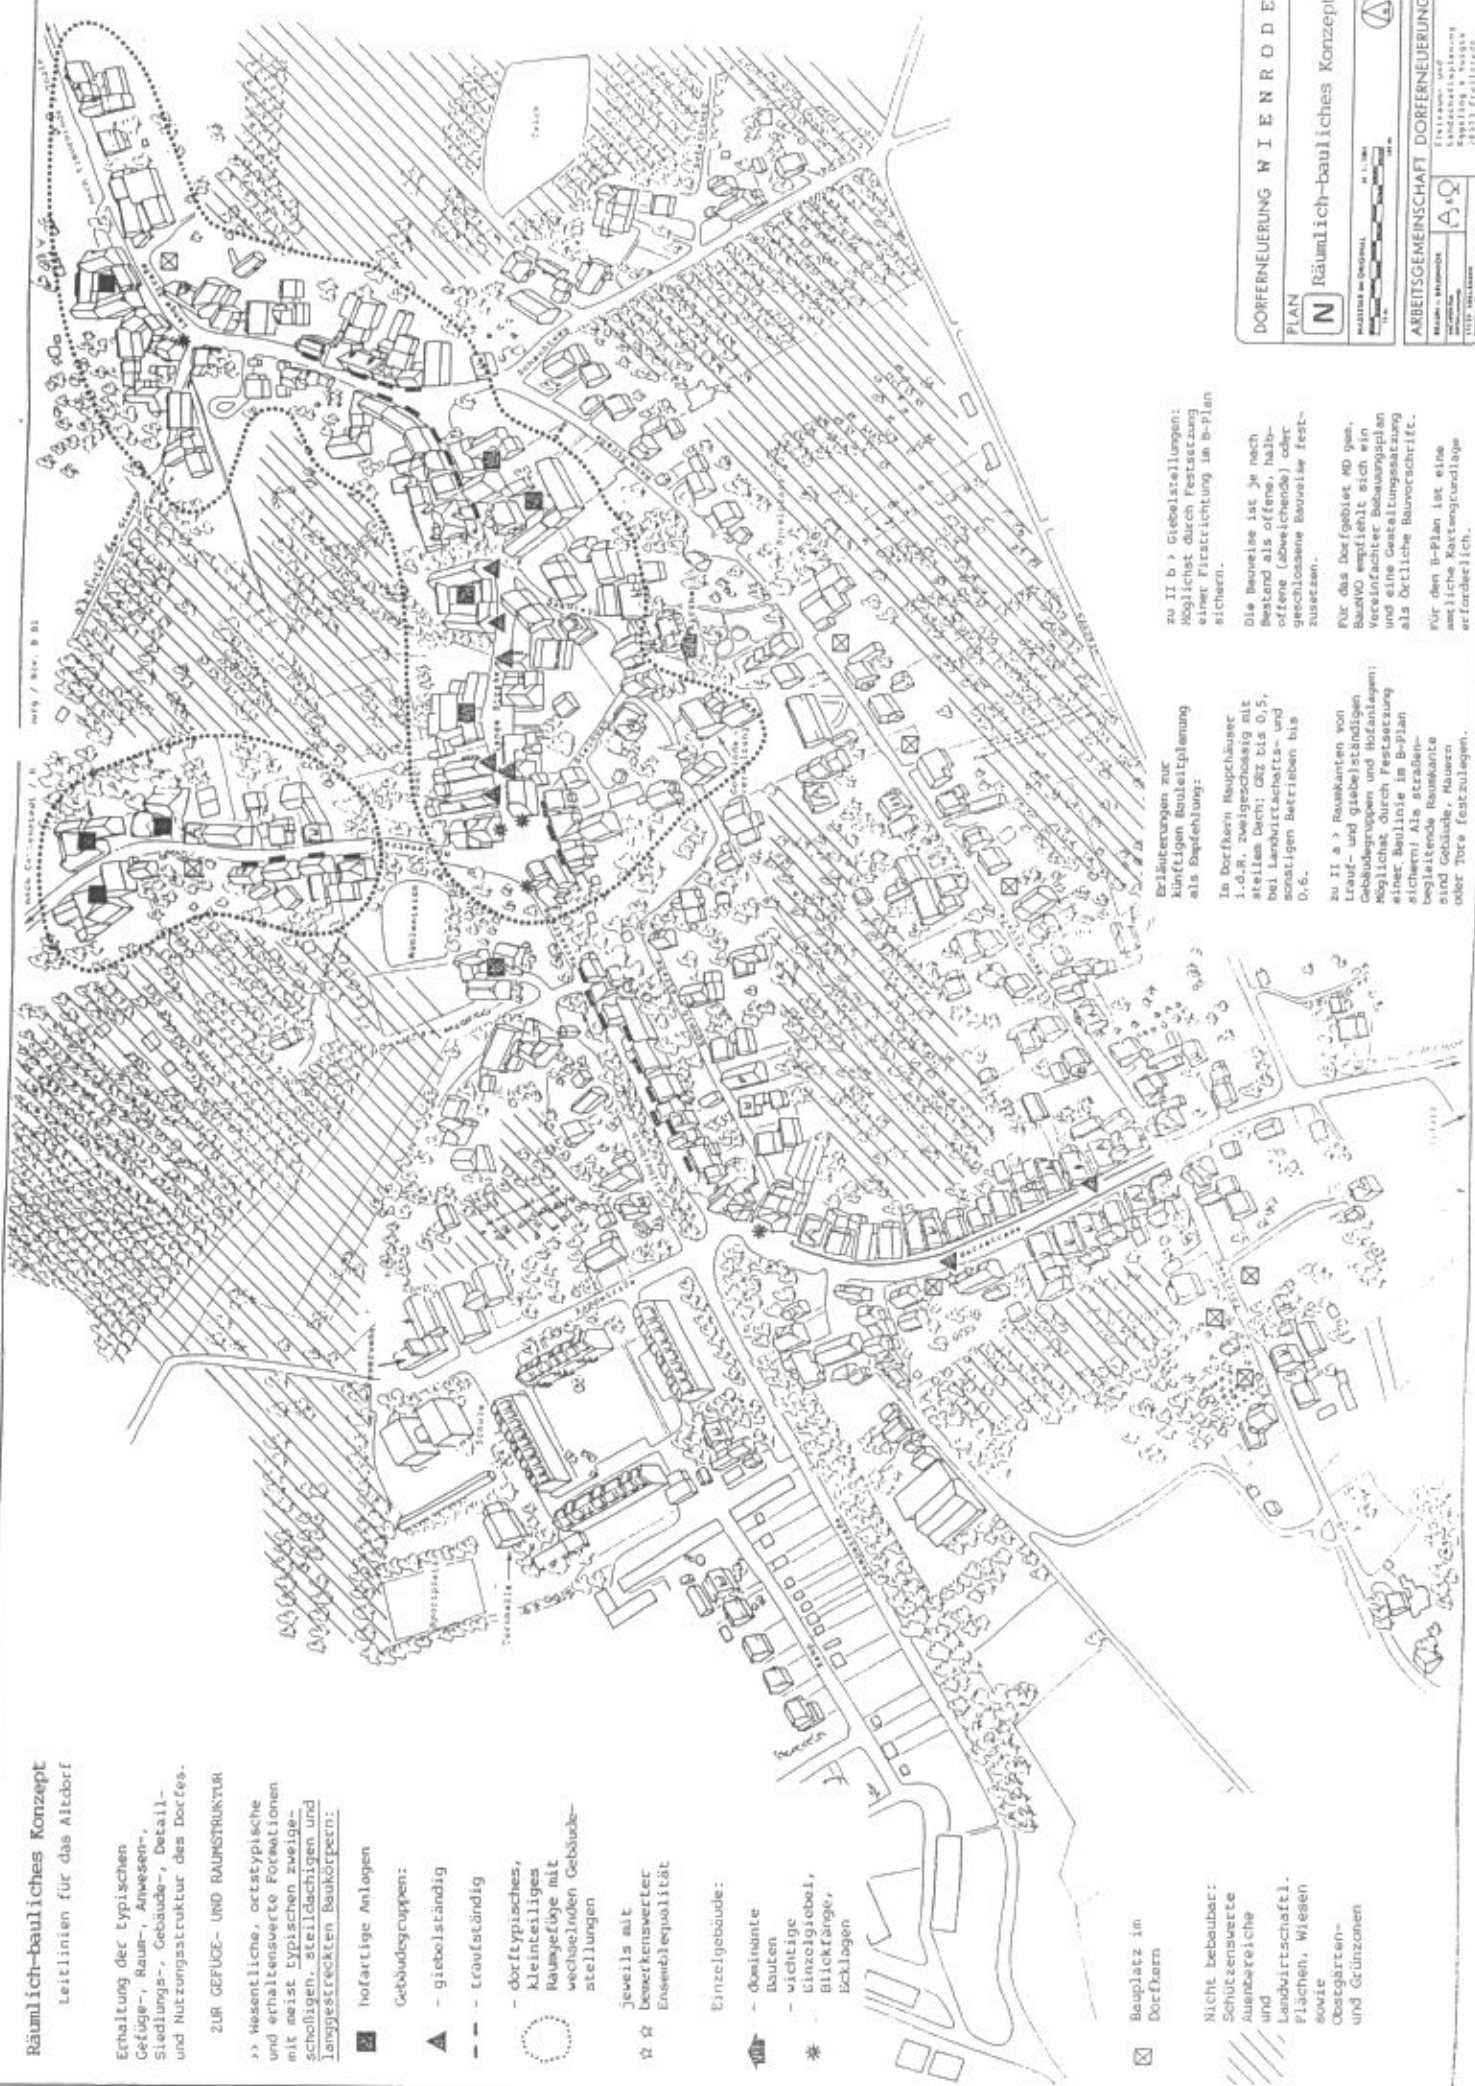 Räumlich-bauliches Konzept
Leitlinien für das Altdorf
Erhaltung der typischen
Gefüge-, Raum-, Anwesen-,
Siedlungs-, Gebäude-, Detail-
und Nutzungsstruktur des Dorfes.
ZUR GEFÜGE- UND RAUMSTRUKTUR
>> Wesentliche, ortstypische
und erhaltenswerte Formationen
mit meist typischen zweige-
schoßigen, steildachigen und
langgestreckten Baukörpern:
hofartige Anlagen
Gebäudegruppen:
- giebelständig
- traufständig
- dorftypisches,
kleinteiliges
Raumgefüge mit
wechselnden Gebäude-
stellungen
jeweils mit
bemerkenswerter
Ensemblequalität
Einzelgebäude:
- dominante
Bauten
- wichtige
Einzelgiebel,
Blickfänge,
Ecklagen
Bauplatz im
Dorfkern
Nicht bebaubar:
Schützenswerte
Auenbereiche
und
Landwirtschaftl.
Flächen, Wiesen
sowie
Obstgärten-
und Grünzonen
Sportplatz
Turnhalle
Schule
Feuerwehr
Mühlenteich
Teich
Erläuterungen zur
künftigen Bauleitplanung
als Empfehlung:
Im Dorfkern Haupthäuser
i.d.R. zweigeschossig mit
steilem Dach; GRZ bis 0,5,
bei Landwirtschafts- und
sonstigen Betrieben bis
0,6.
zu II a > Raumkanten von
trauf- und giebelständigen
Gebäudegruppen und Hofanlagen:
Möglichst durch Festsetzung
einer Baulinie im B-Plan
sichern! Als straßen-
begleitende Raumkante
sind Gebäude, Mauern
oder Tore festzulegen.
zu II b > Giebelstellungen:
Möglichst durch Festsetzung
einer Firstrichtung im B-Plan
sichern.
Die Bauweise ist je nach
Bestand als offene, halb-
offene (abweichende) oder
geschlossene Bauweise fest-
zusetzen.
Für das Dorfgebiet MD gem.
BauNVO empfiehlt sich ein
Vereinfachter Bebauungsplan
und eine Gestaltungssatzung
als Örtliche Bauvorschrift.
Für den B-Plan ist eine
amtliche Kartengrundlage
erforderlich.
DORFERNEUERUNG WIENRODE
PLAN
N Räumlich-bauliches Konzept
ARBEITSGEMEINSCHAFT DORFERNEUERUNG